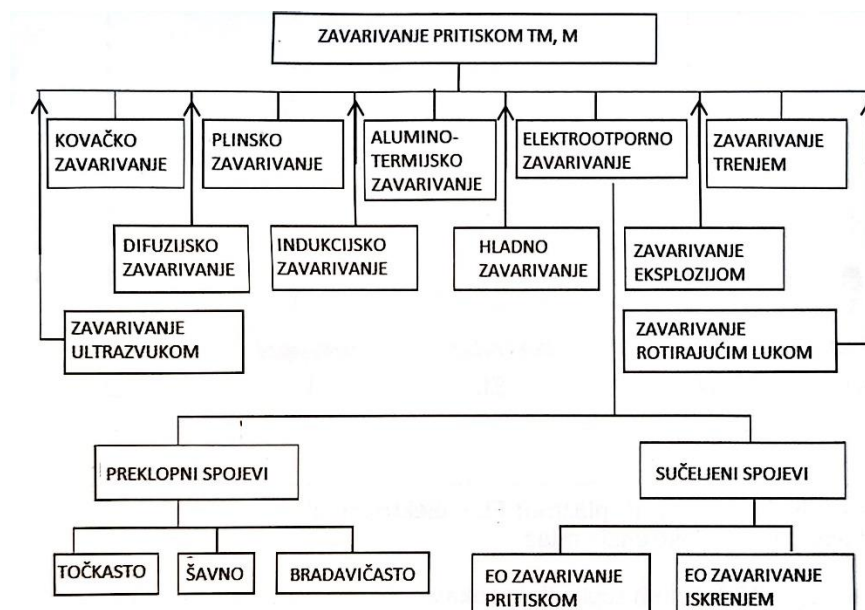 ZAVARIVANJE PRITISKOM TM, M
KOVAČKO
ZAVARIVANJE
PLINSKO
ZAVARIVANJE
ALUMINO-
TERMIJSKO
ZAVARIVANJE
ELEKTROOTPORNO
ZAVARIVANJE
ZAVARIVANJE
TRENJEM
DIFUZIJSKO
ZAVARIVANJE
INDUKCIJSKO
ZAVARIVANJE
HLADNO
ZAVARIVANJE
ZAVARIVANJE
EKSPLOZIJOM
ZAVARIVANJE
ULTRAZVUKOM
ZAVARIVANJE
ROTIRAJUĆIM LUKOM
PREKLOPNI SPOJEVI
SUČELJENI SPOJEVI
TOČKASTO
ŠAVNO
BRADAVIČASTO
EO ZAVARIVANJE
PRITISKOM
EO ZAVARIVANJE
ISKRENJEM